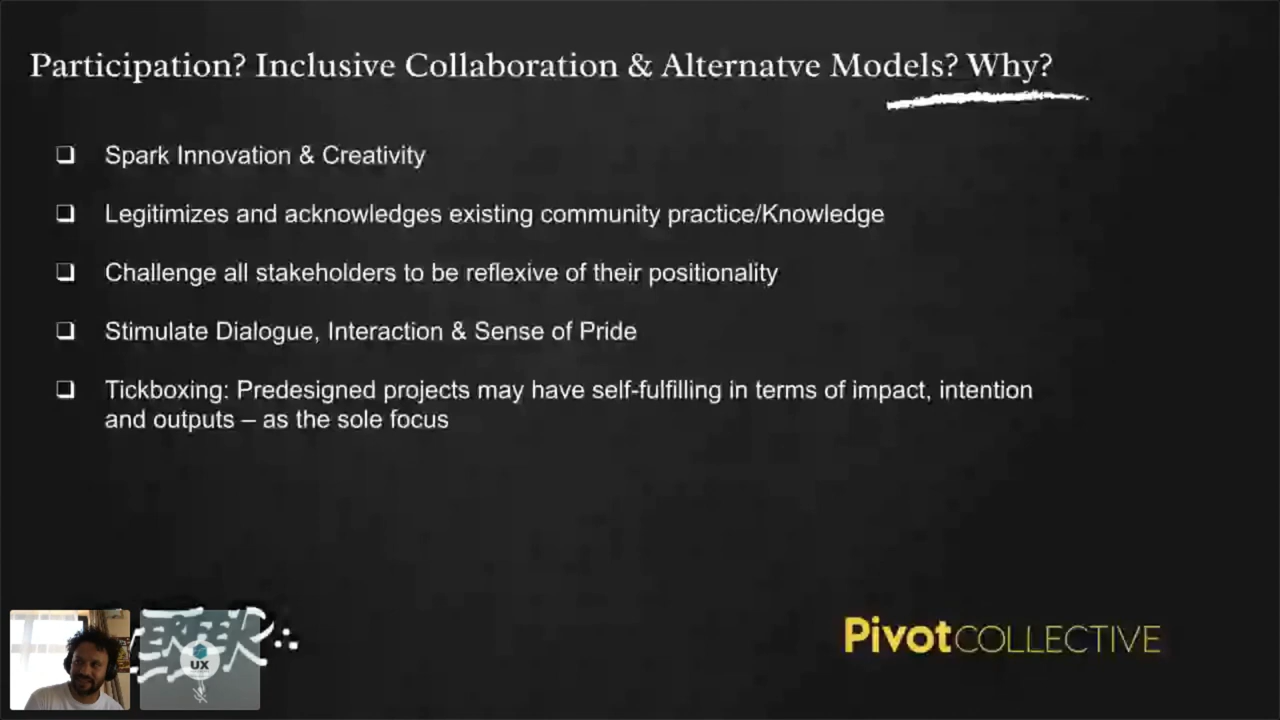 Participation? Inclusive Collaboration & Alternatve Models? Why?
Spark Innovation & Creativity
Legitimizes and acknowledges existing community practice/Knowledge
Challenge all stakeholders to be reflexive of their positionality
Stimulate Dialogue, Interaction & Sense of Pride
Tickboxing: Predesigned projects may have self-fulfilling in terms of impact, intention
and outputs – as the sole focus
UX
PivotCOLLECTIVE